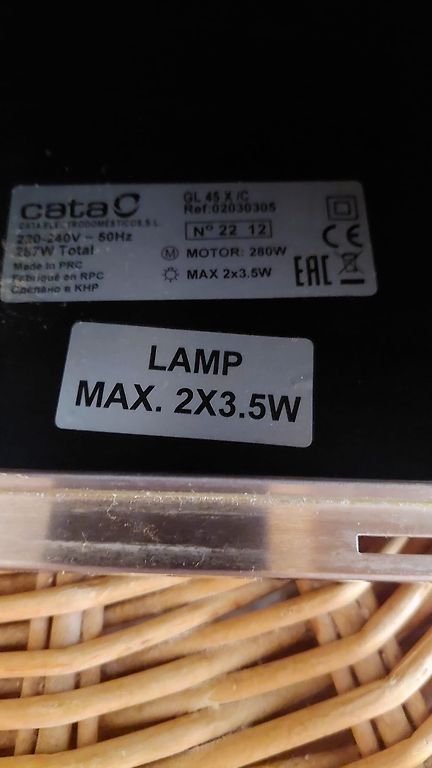 cata
CATA ELECTRODOMÉSTICOS, S.L.
220-240V ~ 50Hz
287W Total
Made in PRC
Fabriqué en RPC
Сделано в КНР
GL 45 X /C
Ref:02030305
Nº 22 12
M MOTOR: 280W
MAX 2x3.5W
CE
EAC
LAMP
MAX. 2X3.5W